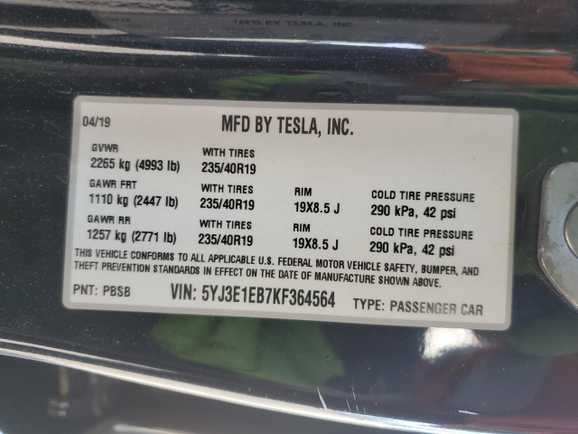 04/19 MFD BY TESLA, INC.
GVWR WITH TIRES
2265 kg (4993 lb) 235/40R19
GAWR FRT WITH TIRES RIM COLD TIRE PRESSURE
1110 kg (2447 lb) 235/40R19 19X8.5 J 290 kPa, 42 psi
GAWR RR WITH TIRES RIM COLD TIRE PRESSURE
1257 kg (2771 lb) 235/40R19 19X8.5 J 290 kPa, 42 psi
THIS VEHICLE CONFORMS TO ALL APPLICABLE U.S. FEDERAL MOTOR VEHICLE SAFETY, BUMPER, AND
THEFT PREVENTION STANDARDS IN EFFECT ON THE DATE OF MANUFACTURE SHOWN ABOVE.
PNT: PBSB VIN: 5YJ3E1EB7KF364564 TYPE: PASSENGER CAR